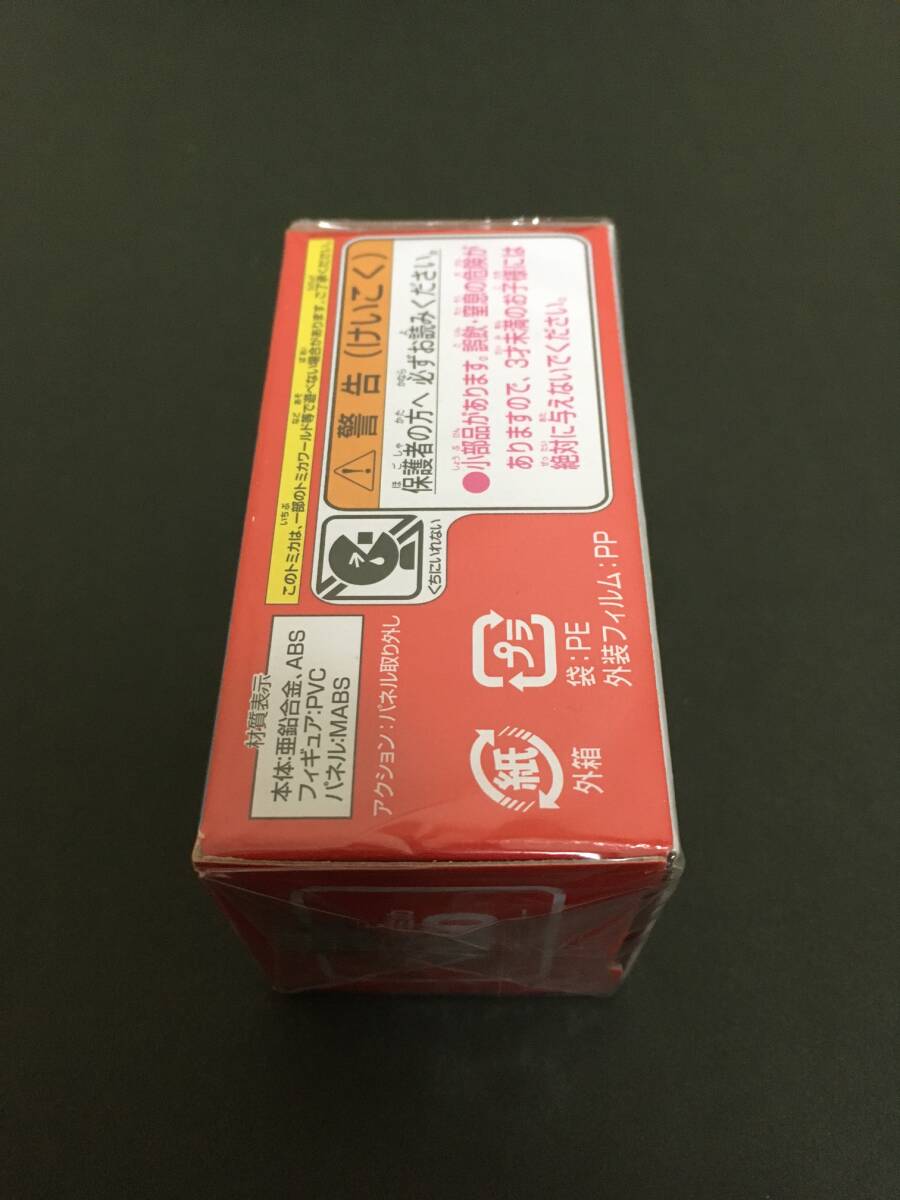 このトミカは、一部のトミカワールド等で遊べない場合があります。ご了承ください。
警告(けいこく)
保護者の方へ 必ずお読みください。
●小部品があります。誤飲・窒息の危険が
ありますので、3才未満のお子様には
絶対に与えないでください。
くちにいれない
材質表示
本体:亜鉛合金、ABS
フィギュア:PVC
パネル:MABS
アクション:パネル取り外し
プラ
袋:PE
外装フィルム:PP
紙
外箱